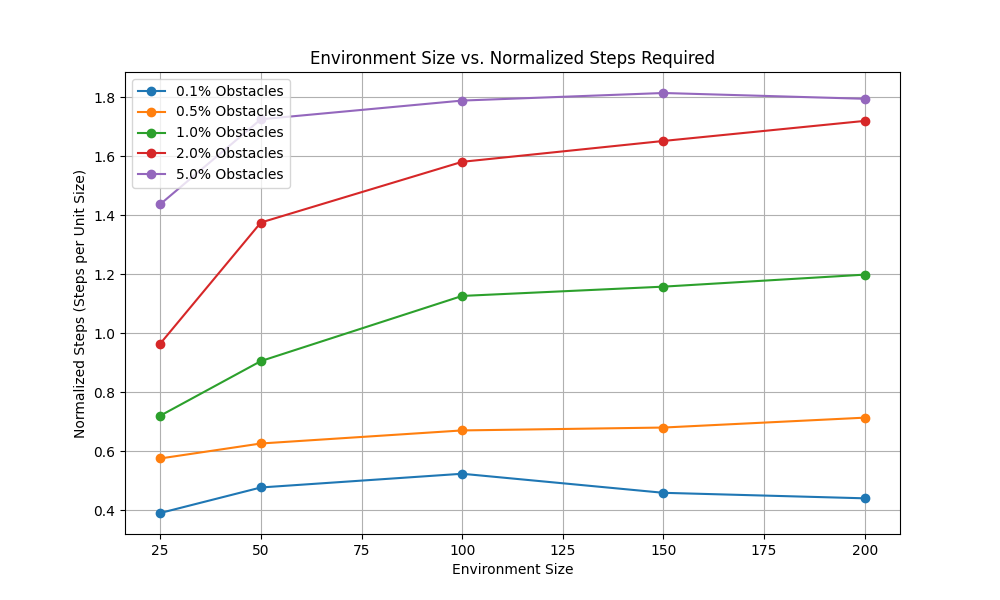 Environment Size vs. Normalized Steps Required
0.1% Obstacles
0.5% Obstacles
1.0% Obstacles
2.0% Obstacles
5.0% Obstacles
Normalized Steps (Steps per Unit Size)
1.8
1.6
1.4
1.2
1.0
0.8
0.6
0.4
25 50 75 100 125 150 175 200
Environment Size